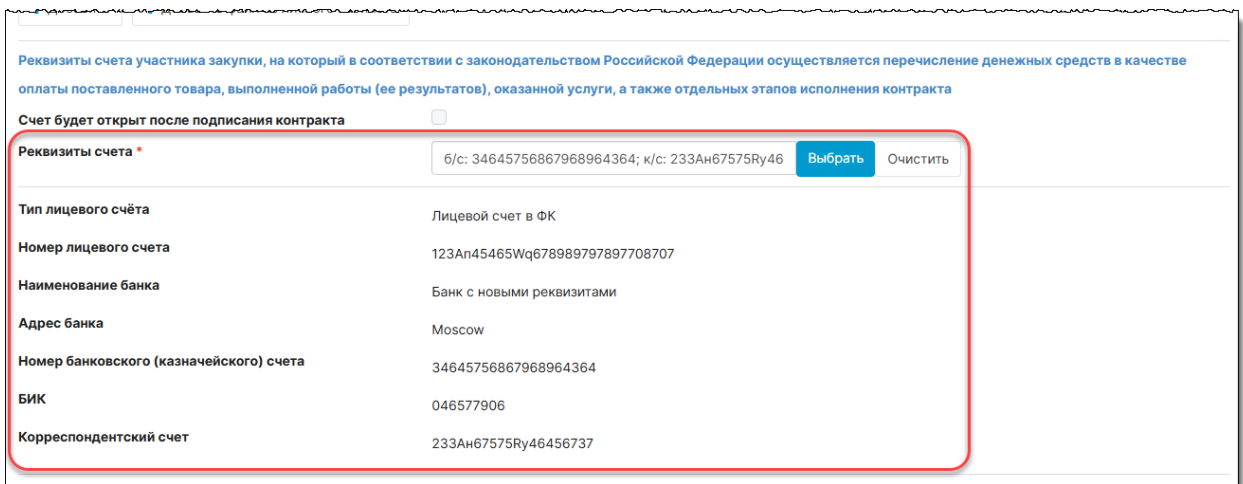 Реквизиты счета участника закупки, на который в соответствии с законодательством Российской Федерации осуществляется перечисление денежных средств в качестве
оплаты поставленного товара, выполненной работы (ее результатов), оказанной услуги, а также отдельных этапов исполнения контракта
Счет будет открыт после подписания контракта
Реквизиты счета * б/с: 34645756867968964364; к/с: 233Ан67575Ry46 Выбрать Очистить
Тип лицевого счёта Лицевой счет в ФК
Номер лицевого счета 123Ап45465Wq678989797897708707
Наименование банка Банк с новыми реквизитами
Адрес банка Moscow
Номер банковского (казначейского) счета 34645756867968964364
БИК 046577906
Корреспондентский счет 233Ан67575Ry46456737